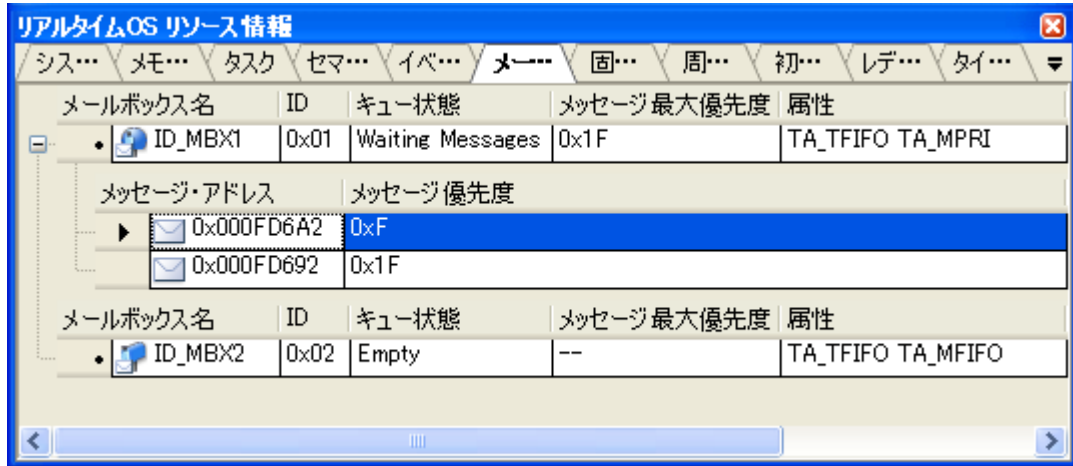 リアルタイムOS リソース情報
シス… メモ… タスク セマ… イベ… メー… 固… 周… 初… レデ… タイ…
メールボックス名 ID キュー状態 メッセージ最大優先度 属性
ID_MBX1 0x01 Waiting Messages 0x1F TA_TFIFO TA_MPRI
メッセージ・アドレス メッセージ優先度
0x000FD6A2 0xF
0x000FD692 0x1F
メールボックス名 ID キュー状態 メッセージ最大優先度 属性
ID_MBX2 0x02 Empty -- TA_TFIFO TA_MFIFO